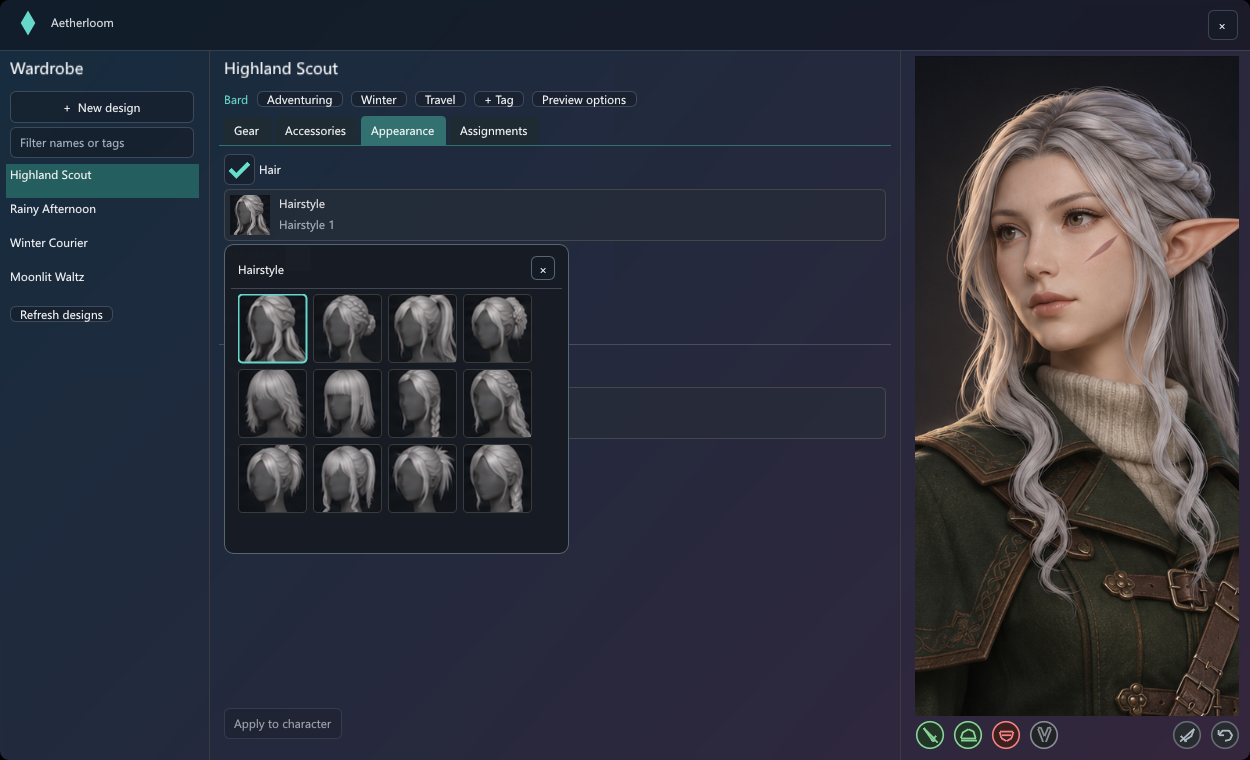 Aetherloom
×
Wardrobe
+ New design
Filter names or tags
Highland Scout
Rainy Afternoon
Winter Courier
Moonlit Waltz
Refresh designs
Highland Scout
Bard Adventuring Winter Travel + Tag Preview options
Gear Accessories Appearance Assignments
Hair
Hairstyle
Hairstyle 1
Hairstyle
×
Apply to character